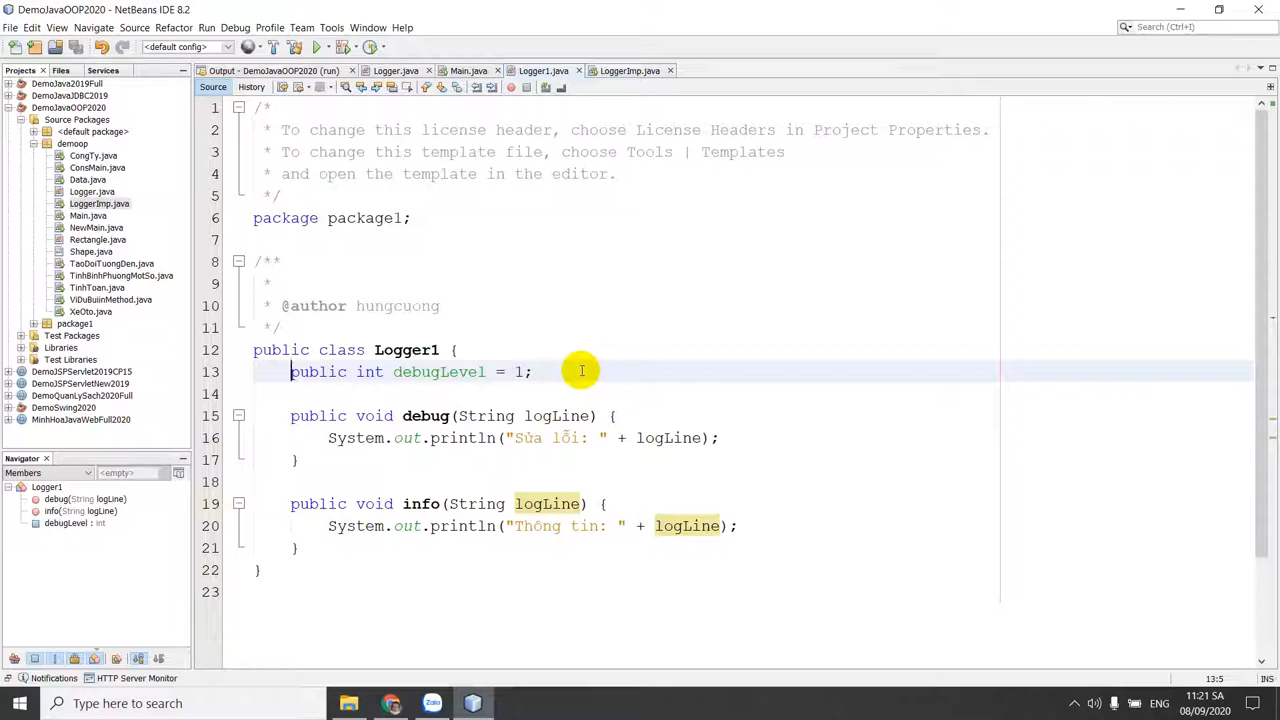 DemoJavaOOP2020 - NetBeans IDE 8.2
File Edit View Navigate Source Refactor Run Debug Profile Team Tools Window Help
Search (Ctrl+I)
<default config>
Projects Files Services
Output - DemoJavaOOP2020 (run) Logger.java Main.java Logger1.java LoggerImp.java
Source History
DemoJava2019Full
DemoJavaJDBC2019
DemoJavaOOP2020
Source Packages
<default package>
demoop
CongTy.java
ConsMain.java
Data.java
Logger.java
LoggerImp.java
Main.java
NewMain.java
Rectangle.java
Shape.java
TaoDoiTuongDen.java
TinhBinhPhuongMotSo.java
TinhToan.java
ViDuBuiinMethod.java
XeOto.java
package1
Test Packages
Libraries
Test Libraries
DemoJSPServlet2019CP15
DemoJSPServletNew2019
DemoQuanLySach2020Full
DemoSwing2020
MinhHoaJavaWebFull2020
Navigator
Members <empty>
Logger1
debug(String logLine)
info(String logLine)
debugLevel : int
1 /*
2 * To change this license header, choose License Headers in Project Properties.
3 * To change this template file, choose Tools | Templates
4 * and open the template in the editor.
5 */
6 package package1;
7
8 /**
9 *
10 * @author hungcuong
11 */
12 public class Logger1 {
13 public int debugLevel = 1;
14
15 public void debug(String logLine) {
16 System.out.println("Sửa lỗi: " + logLine);
17 }
18
19 public void info(String logLine) {
20 System.out.println("Thông tin: " + logLine);
21 }
22 }
23
Notifications HTTP Server Monitor
13:5 INS
Type here to search
Zalo
ENG
11:21 SA
08/09/2020